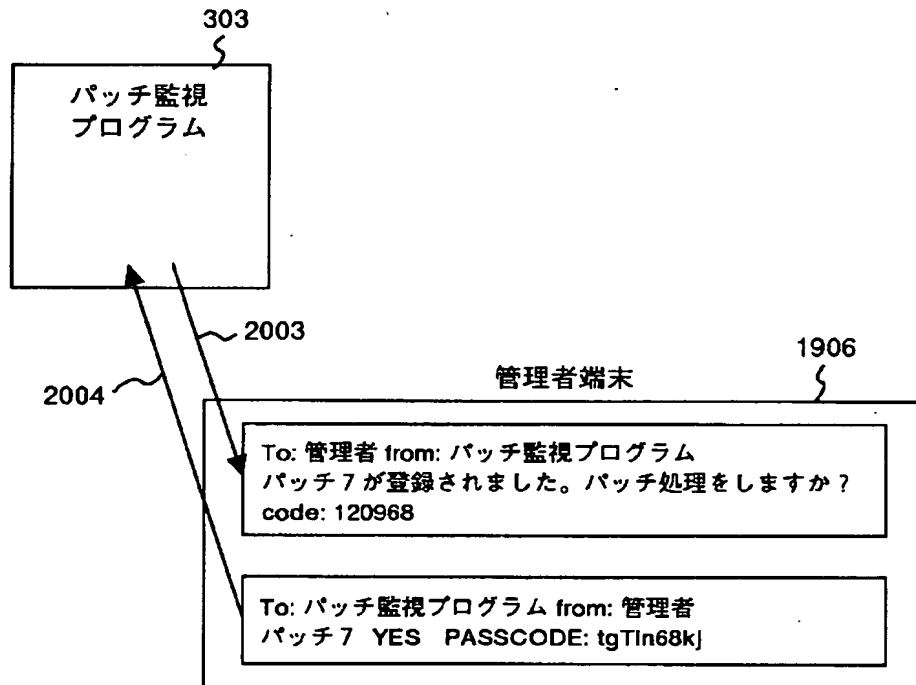 303
パッチ監視
プログラム
2003
2004
1906
管理者端末
To: 管理者 from: パッチ監視プログラム
パッチ7が登録されました。パッチ処理をしますか?
code: 120968
To: パッチ監視プログラム from: 管理者
パッチ7 YES PASSCODE: tgTln68kj